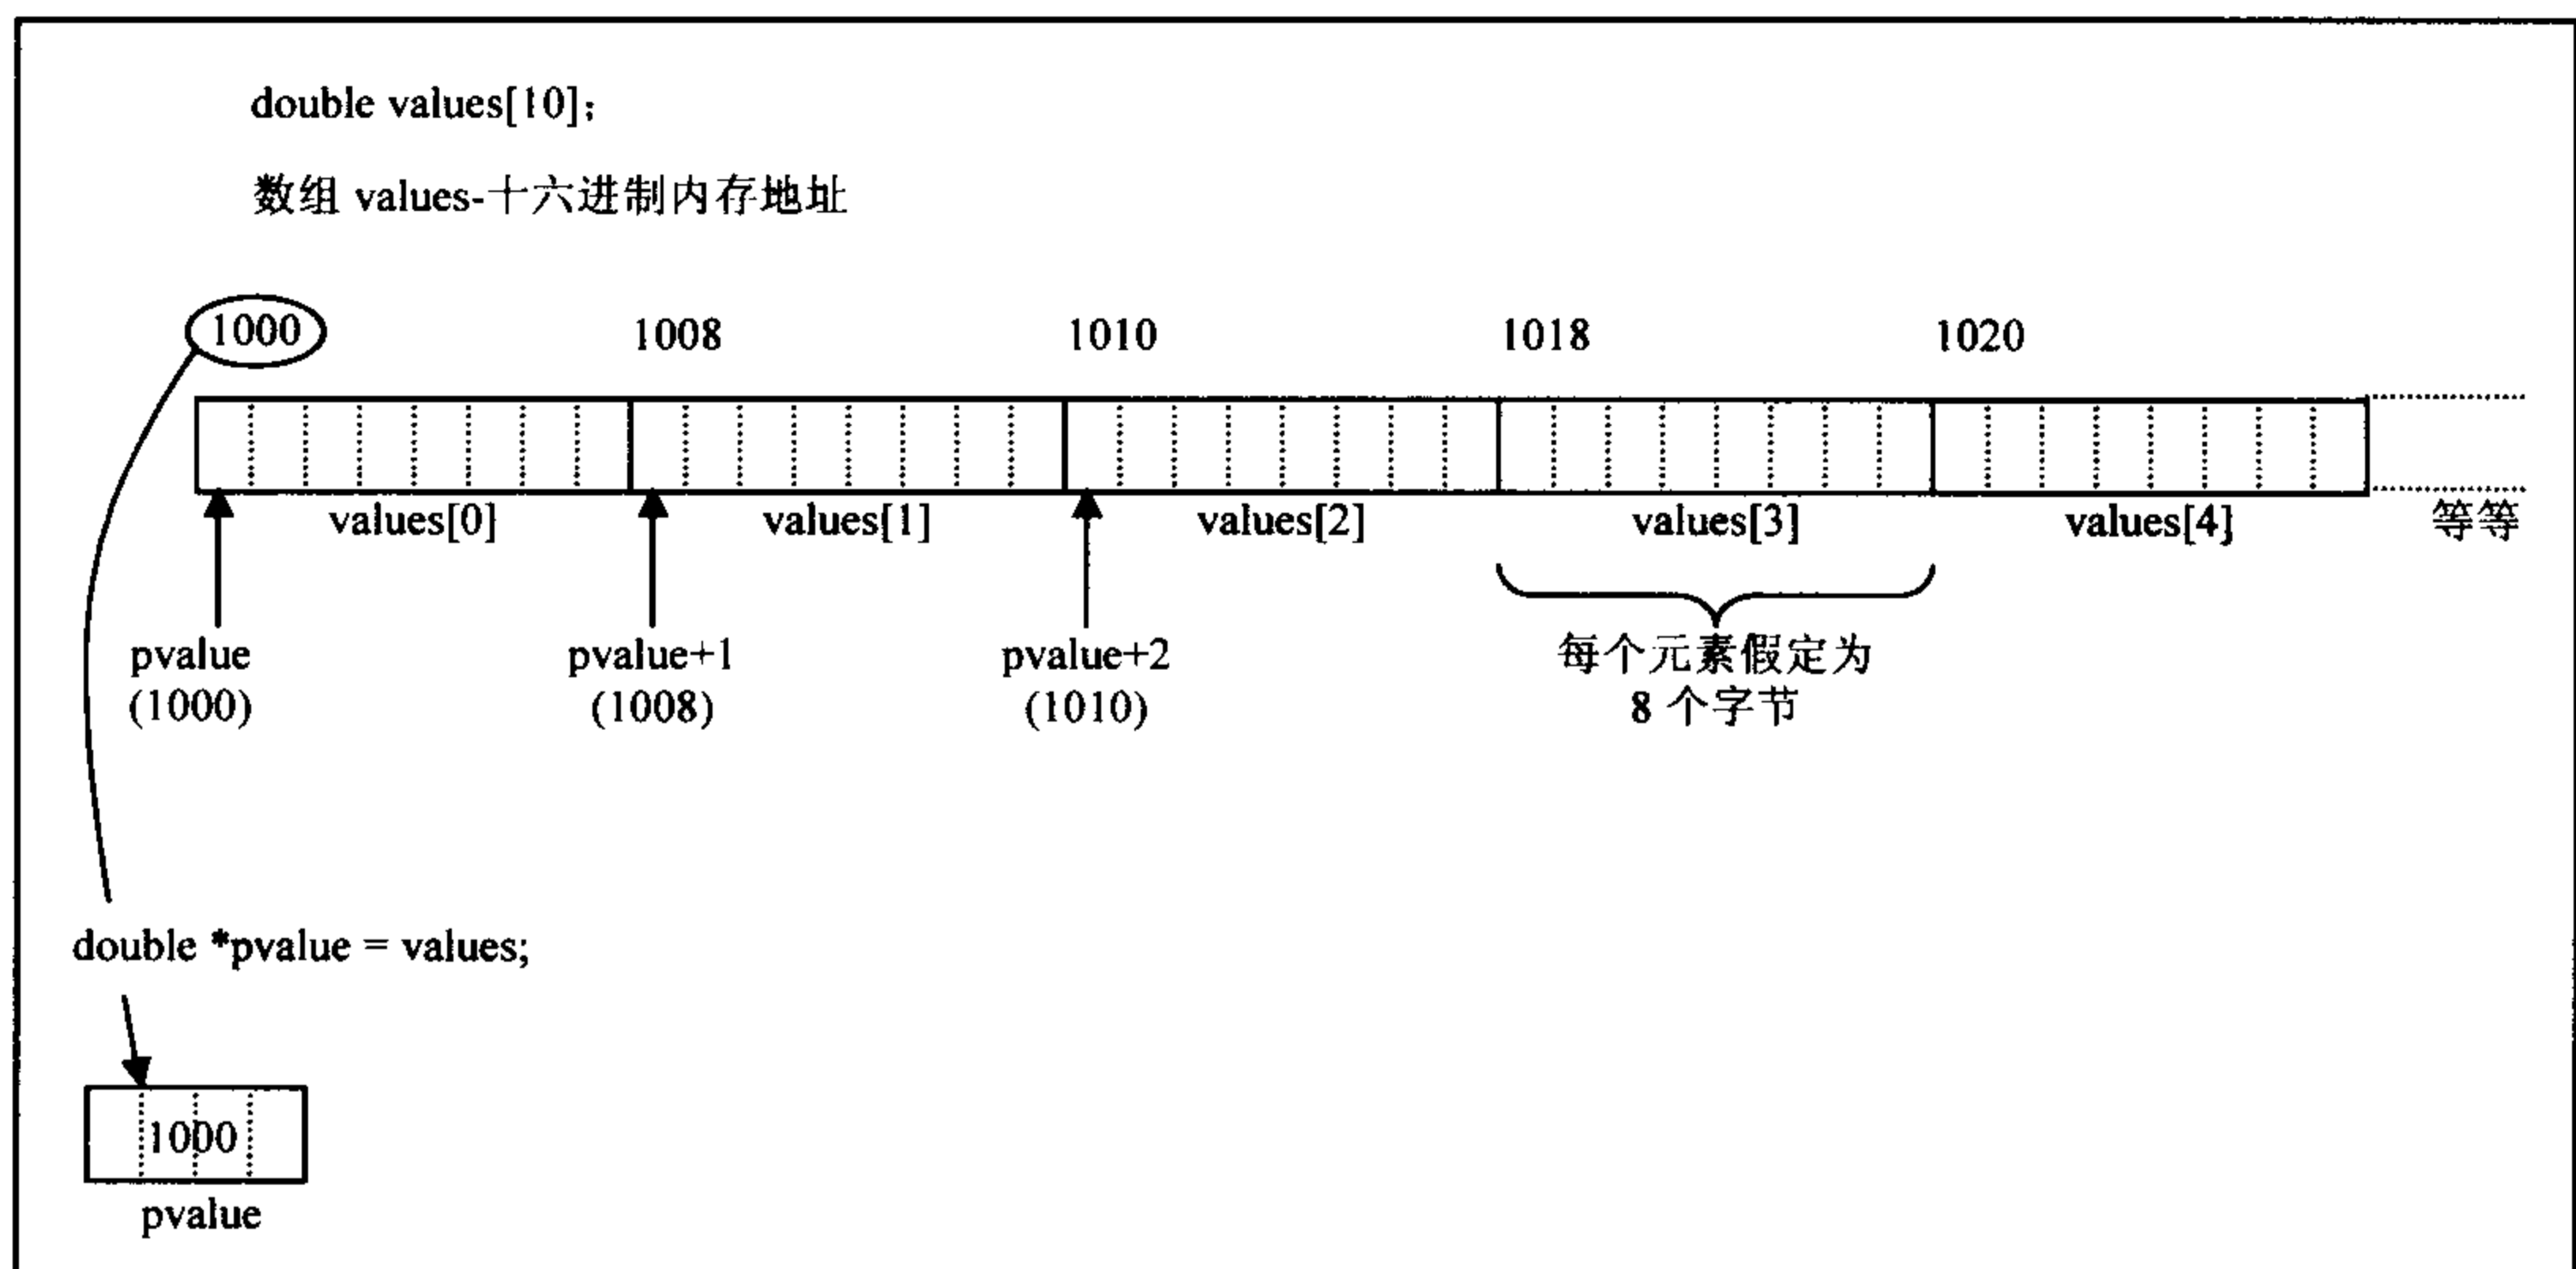 double values[10];
数组 values-十六进制内存地址
1000 1008 1010 1018 1020
values[0] values[1] values[2] values[3] values[4] 等等
pvalue pvalue+1 pvalue+2 每个元素假定为
(1000) (1008) (1010) 8 个字节
double *pvalue = values;
1000
pvalue